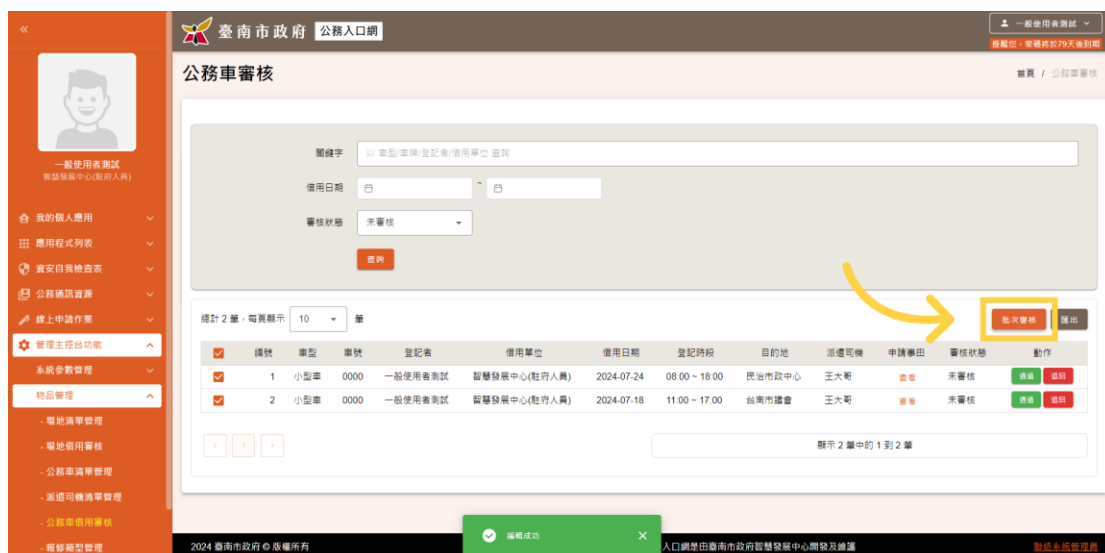 «
臺南市政府 公務入口網
一般使用者測試
提醒您，密碼將於79天後到期
公務車審核
首頁 / 公務車審核
一般使用者測試
智慧發展中心(駐府人員)
我的個人應用
應用程式列表
資安自我檢查表
公務通訊資源
線上申請作業
管理主控台功能
系統參數管理
物品管理
- 場地清單管理
- 場地借用審核
- 公務車清單管理
- 派遣司機清單管理
- 公務車借用審核
- 報修類型管理
關鍵字 以 車型/車牌/登記者/借用單位 查詢
借用日期 ~
審核狀態 未審核
查詢
總計 2 筆，每頁顯示 10 筆
批次審核 匯出
編號 車型 車號 登記者 借用單位 借用日期 登記時段 目的地 派遣司機 申請事由 審核狀態 動作
1 小型車 0000 一般使用者測試 智慧發展中心(駐府人員) 2024-07-24 08:00 ~ 18:00 民治市政中心 王大哥 查看 未審核 通過 退回
2 小型車 0000 一般使用者測試 智慧發展中心(駐府人員) 2024-07-18 11:00 ~ 17:00 台南市議會 王大哥 查看 未審核 通過 退回
‹ 1 ›
顯示 2 筆中的 1 到 2 筆
編輯成功 ×
2024 臺南市政府 © 版權所有
入口網是由臺南市政府智慧發展中心開發及維護
聯絡系統管理員